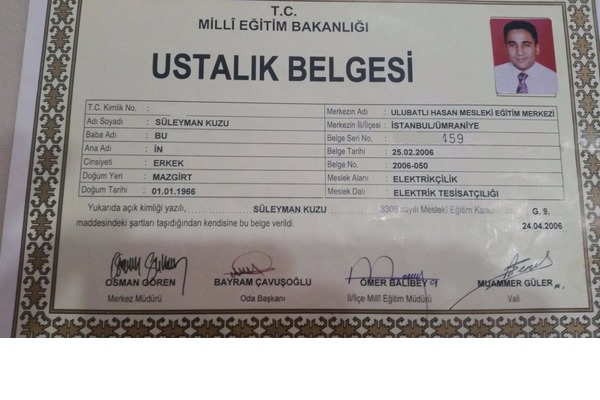 T.C.
MİLLÎ EĞİTİM BAKANLIĞI
USTALIK BELGESİ
T.C. Kimlik No. :
Adı Soyadı : SÜLEYMAN KUZU
Baba Adı : BU
Ana Adı : İN
Cinsiyeti : ERKEK
Doğum Yeri : MAZGİRT
Doğum Tarihi : 01.01.1966
Merkezin Adı : ULUBATLI HASAN MESLEKİ EĞİTİM MERKEZİ
Merkezin İli/İlçesi : İSTANBUL/ÜMRANİYE
Belge Seri No. : 459
Belge Tarihi : 25.02.2006
Belge No. : 2006-050
Meslek Alanı : ELEKTRİKÇİLİK
Meslek Dalı : ELEKTRİK TESİSATÇILIĞI
Yukarıda açık kimliği yazılı, SÜLEYMAN KUZU 3308 sayılı Meslekî Eğitim G. 9.
maddesindeki şartları taşıdığından kendisine bu belge verildi. 24.04.2006
OSMAN GÖREN
Merkez Müdürü
BAYRAM ÇAVUŞOĞLU
Oda Başkanı
ÖMER BALIBEY
İl/İlçe Millî Eğitim Müdürü
MUAMMER GÜLER
Vali